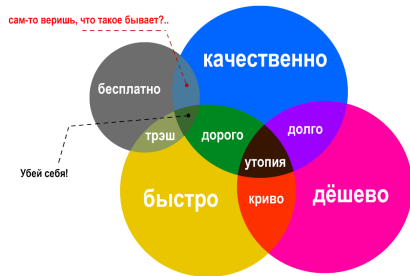 сам-то веришь, что такое бывает?..
качественно
бесплатно
трэш
дорого
долго
утопия
Убей себя!
быстро
криво
дёшево